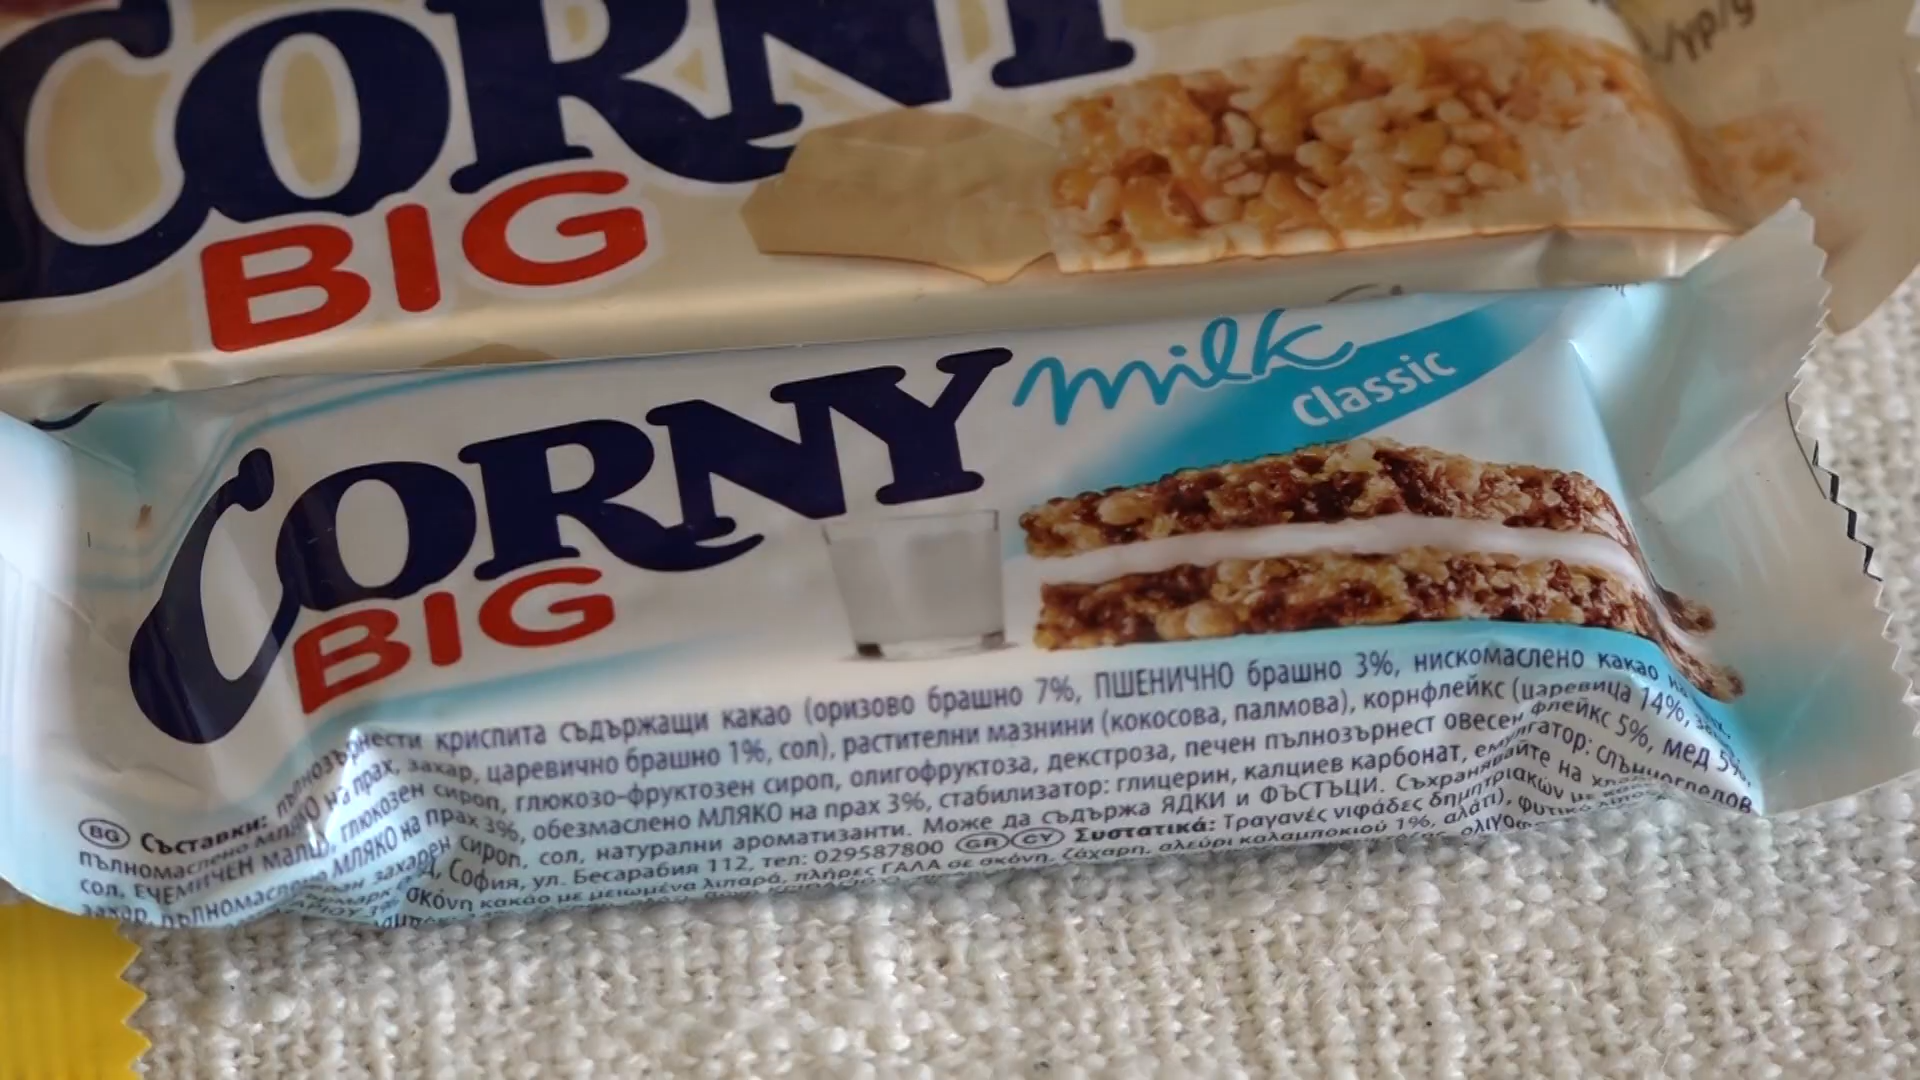 CORNY
BIG
γρ/g
CORNY milk
Classic
BIG
BG Съставки: пълнозърнести криспита съдържащи какао (оризово брашно 7%, ПШЕНИЧНО брашно 3%, нискомаслено какао на
пълномаслено МЛЯКО на прах, захар, царевично брашно 1%, сол), растителни мазнини (кокосова, палмова), корнфлейкс (царевица 14%,
сол, ЕЧЕМИЧЕН малц, глюкозен сироп, глюкозо-фруктозен сироп, олигофруктоза, декстроза, печен пълнозърнест овесен флейкс 5%, мед 5%,
захар, пълномаслено МЛЯКО на прах 3%, обезмаслено МЛЯКО на прах 3%, стабилизатор: глицерин, калциев карбонат, емулгатор:
захарен сироп, сол, натурални ароматизанти. Може да съдържа ЯДКИ и ФЪСТЪЦИ. Съхранявайте на
София, ул. Бесарабия 112, тел: 029587800 GR CY Συστατικά: Τραγανές νιφάδες δημητριακών με
σκόνη κακάο με μειωμένα λιπαρά, πλήρες ΓΑΛΑ σε σκόνη, ζάχαρη, αλεύρι καλαμποκιού 1%, αλάτι),